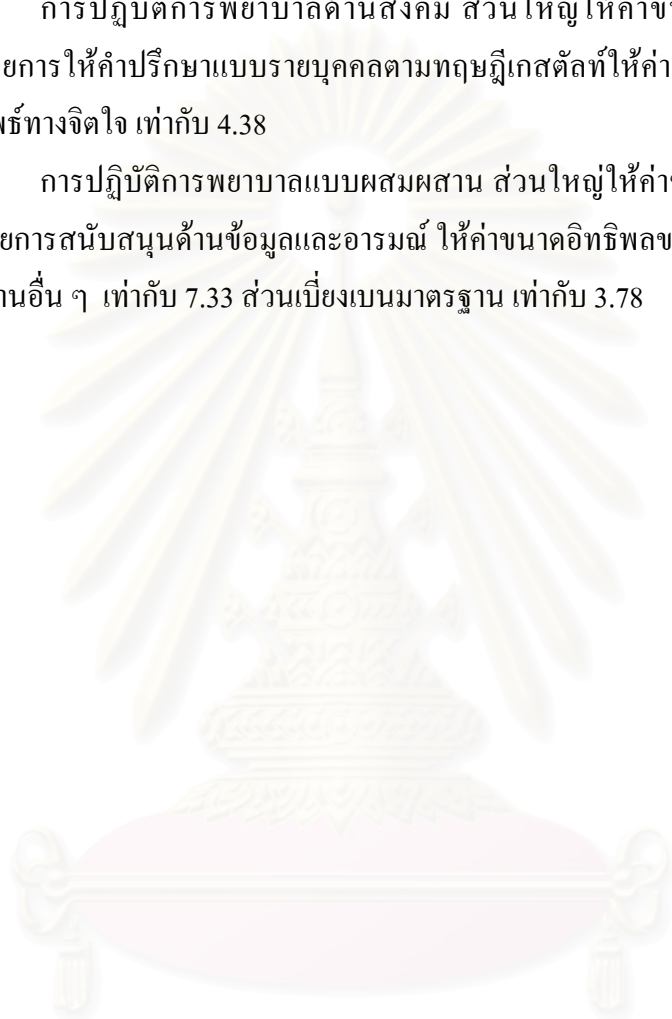 การปฏิบัติการพยาบาลด้านสังคม ส่วนใหญ่ให้ค่าข
ยการให้คำปรึกษาแบบรายบุคคลตามทฤษฎีเกสตัลท์ให้ค่า
พธ์ทางจิตใจ เท่ากับ 4.38
การปฏิบัติการพยาบาลแบบผสมผสาน ส่วนใหญ่ให้ค่าข
ยการสนับสนุนด้านข้อมูลและอารมณ์ ให้ค่าขนาดอิทธิพลข
านอื่น ๆ เท่ากับ 7.33 ส่วนเบี่ยงเบนมาตรฐาน เท่ากับ 3.78